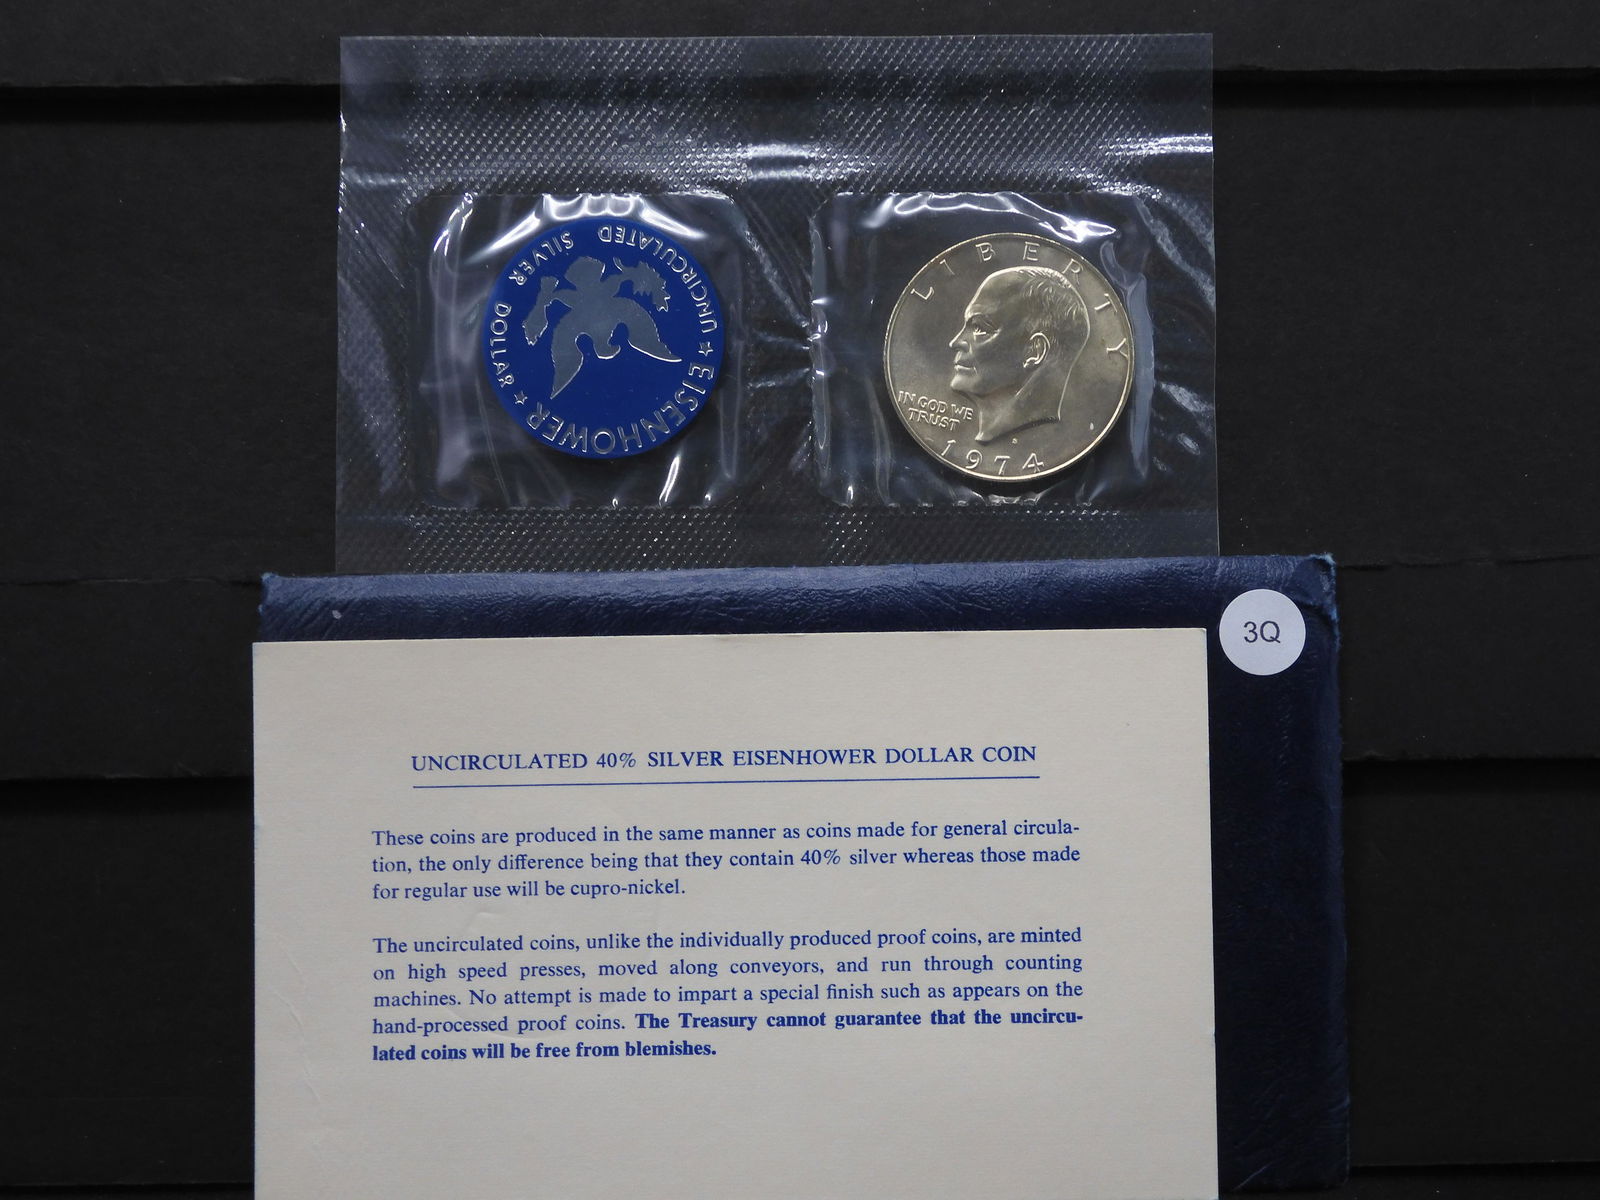 UNCIRCULATED SILVER DOLLAR ★ EISENHOWER ★
LIBERTY
IN GOD WE
TRUST
S
1974
3Q
UNCIRCULATED 40% SILVER EISENHOWER DOLLAR COIN
These coins are produced in the same manner as coins made for general circula-
tion, the only difference being that they contain 40% silver whereas those made
for regular use will be cupro-nickel.
The uncirculated coins, unlike the individually produced proof coins, are minted
on high speed presses, moved along conveyors, and run through counting
machines. No attempt is made to impart a special finish such as appears on the
hand-processed proof coins. The Treasury cannot guarantee that the uncircu-
lated coins will be free from blemishes.